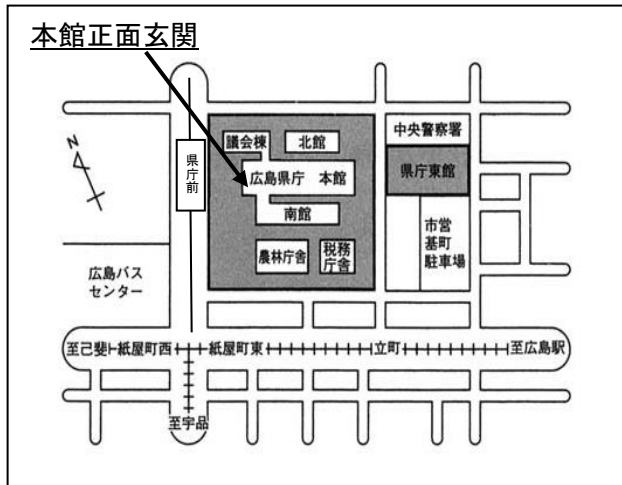 本館正面玄関
N
県庁前
議会棟
北館
広島県庁 本館
南館
農林庁舎
税務
庁舎
中央警察署
県庁東館
市営
基町
駐車場
広島バス
センター
至己斐
紙屋町西
紙屋町東
立町
至広島駅
至宇品